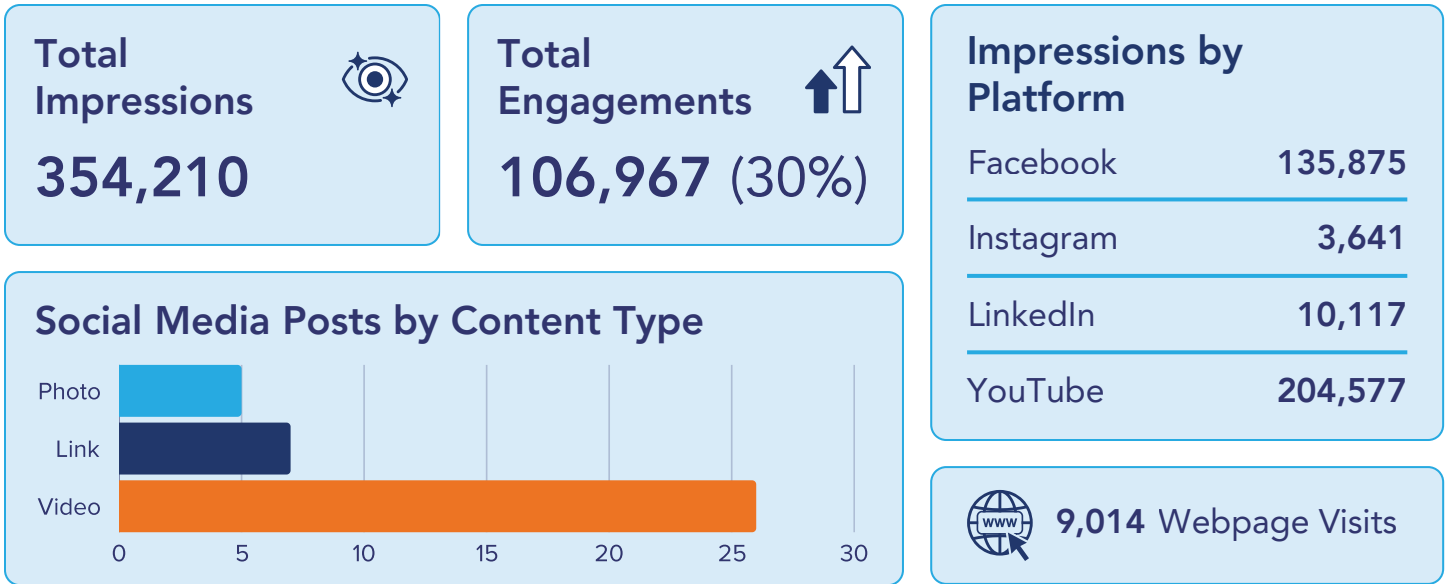 Total
Impressions
354,210
Total
Engagements
106,967 (30%)
Impressions by
Platform
Facebook 135,875
Instagram 3,641
LinkedIn 10,117
YouTube 204,577
Social Media Posts by Content Type
Photo
Link
Video
0 5 10 15 20 25 30
www
9,014 Webpage Visits